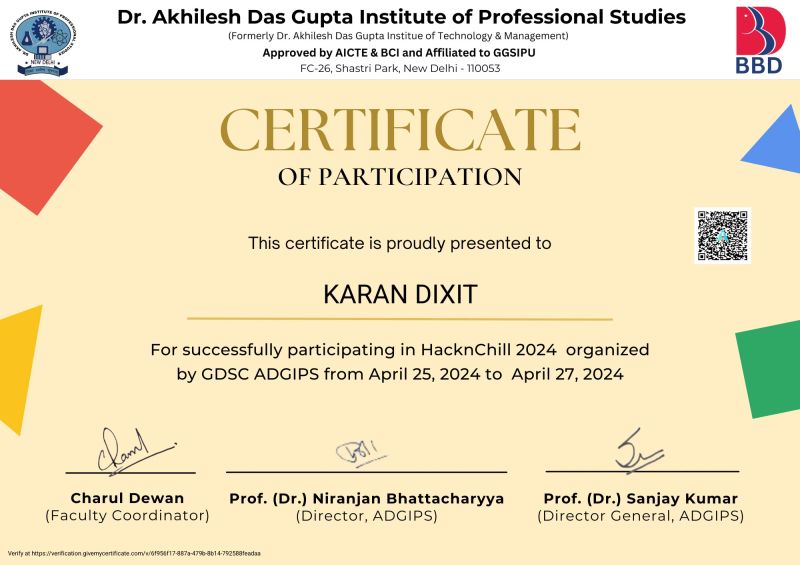 Dr. Akhilesh Das Gupta Institue of Professional Studies
(Formerly Dr. Akhilesh Das Gupta Institue of Technology & Management)
Approved by AICTE & BCI and Affiliated to GGSIPU
FC-26, Shastri Park, New Delhi - 110053
NEW DELHI
BBD
CERTIFICATE
OF PARTICIPATION
This certificate is proudly presented to
KARAN DIXIT
For successfully participating in HacknChill 2024 organized
by GDSC ADGIPS from April 25, 2024 to April 27, 2024
Charul Dewan
(Faculty Coordinator)
Prof. (Dr.) Niranjan Bhattacharyya
(Director, ADGIPS)
Prof. (Dr.) Sanjay Kumar
(Director General, ADGIPS)
Verify at https://verification.givemycertificate.com/v/6f956f17-887a-479b-8b14-792588feadaa